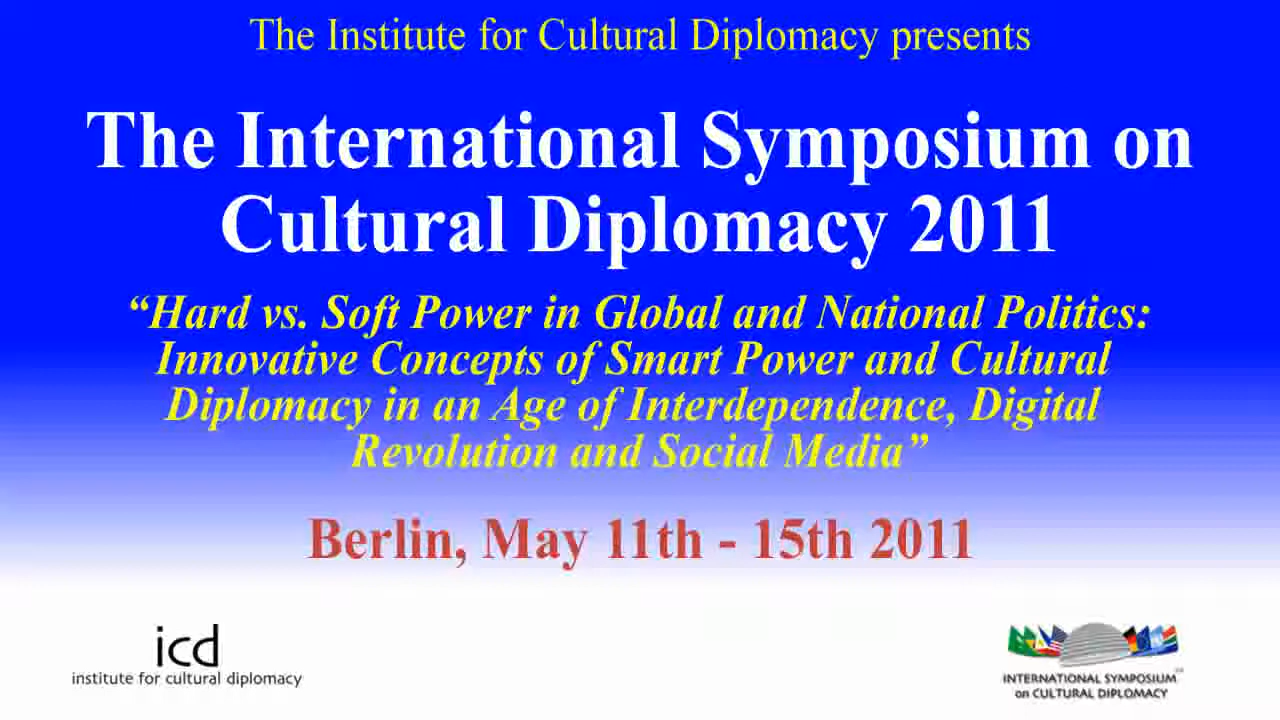 The Institute for Cultural Diplomacy presents
The International Symposium on
Cultural Diplomacy 2011
“Hard vs. Soft Power in Global and National Politics:
Innovative Concepts of Smart Power and Cultural
Diplomacy in an Age of Interdependence, Digital
Revolution and Social Media”
Berlin, May 11th - 15th 2011
icd
institute for cultural diplomacy
INTERNATIONAL SYMPOSIUM
on CULTURAL DIPLOMACY